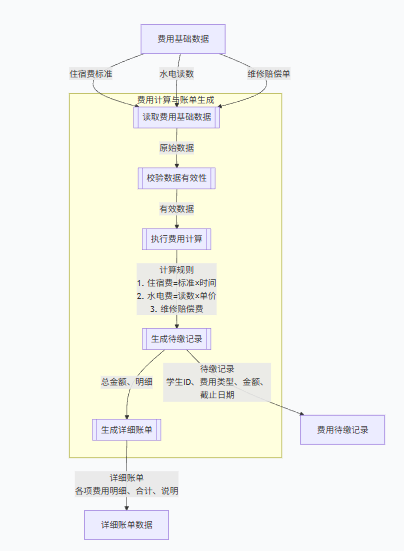 费用基础数据
住宿费标准
水电读数
维修赔偿单
费用计算与账单生成
读取费用基础数据
原始数据
校验数据有效性
有效数据
执行费用计算
计算规则
1. 住宿费=标准×时间
2. 水电费=读数×单价
3. 维修赔偿费
生成待缴记录
总金额、明细
待缴记录
学生ID、费用类型、金额、
截止日期
生成详细账单
费用待缴记录
详细账单
各项费用明细、合计、说明
详细账单数据